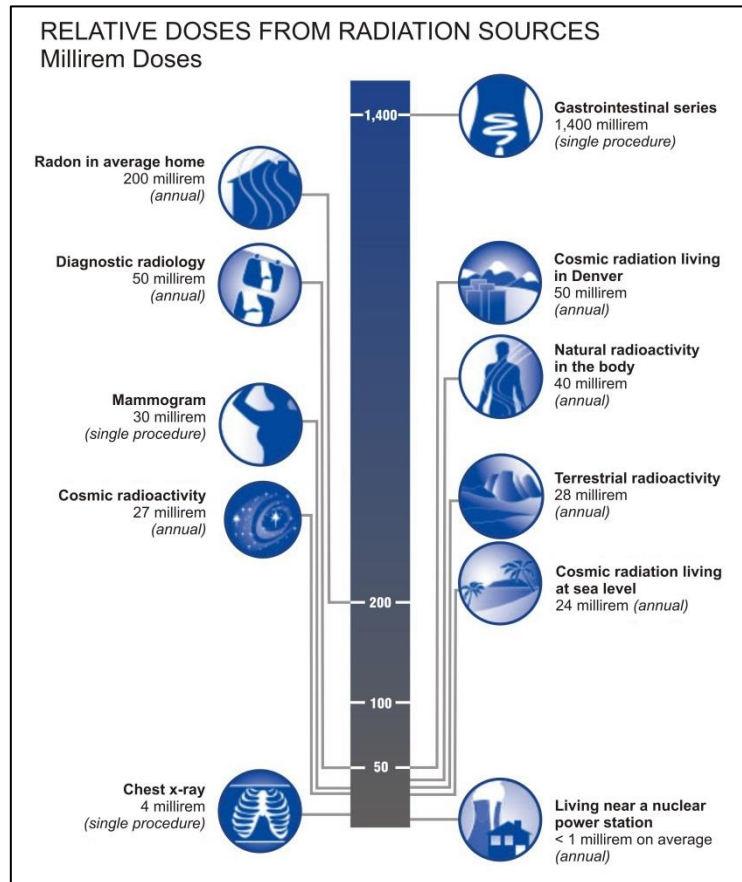 RELATIVE DOSES FROM RADIATION SOURCES
Millirem Doses
1,400
Gastrointestinal series
1,400 millirem
(single procedure)
Radon in average home
200 millirem
(annual)
Diagnostic radiology
50 millirem
(annual)
Cosmic radiation living
in Denver
50 millirem
(annual)
Natural radioactivity
in the body
40 millirem
(annual)
Mammogram
30 millirem
(single procedure)
Cosmic radioactivity
27 millirem
(annual)
Terrestrial radioactivity
28 millirem
(annual)
Cosmic radiation living
at sea level
24 millirem (annual)
200
100
50
Chest x-ray
4 millirem
(single procedure)
Living near a nuclear
power station
< 1 millirem on average
(annual)